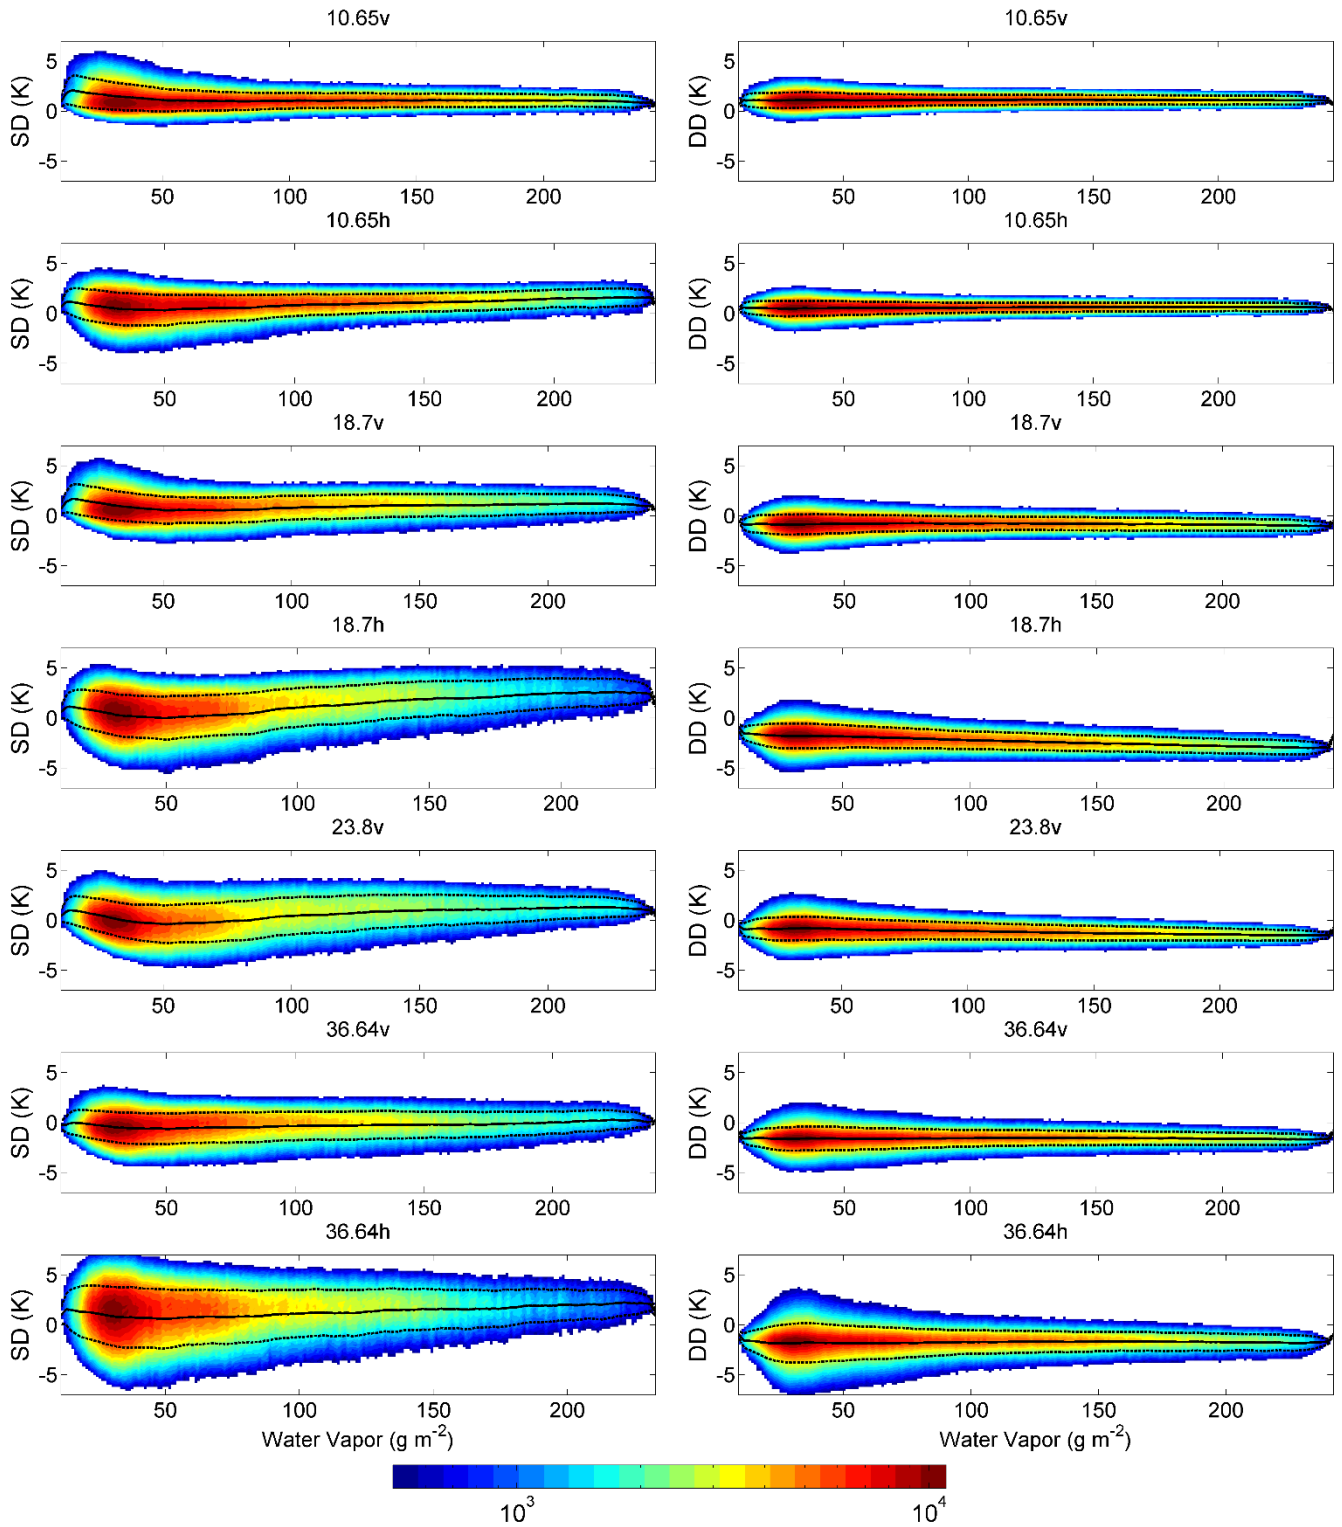 10.65v 10.65v
SD (K) 5 0 -5 DD (K) 5 0 -5
50 100 150 200 50 100 150 200
10.65h 10.65h
SD (K) 5 0 -5 DD (K) 5 0 -5
50 100 150 200 50 100 150 200
18.7v 18.7v
SD (K) 5 0 -5 DD (K) 5 0 -5
50 100 150 200 50 100 150 200
18.7h 18.7h
SD (K) 5 0 -5 DD (K) 5 0 -5
50 100 150 200 50 100 150 200
23.8v 23.8v
SD (K) 5 0 -5 DD (K) 5 0 -5
50 100 150 200 50 100 150 200
36.64v 36.64v
SD (K) 5 0 -5 DD (K) 5 0 -5
50 100 150 200 50 100 150 200
36.64h 36.64h
SD (K) 5 0 -5 DD (K) 5 0 -5
50 100 150 200 50 100 150 200
Water Vapor (g m⁻²) Water Vapor (g m⁻²)
10³ 10⁴